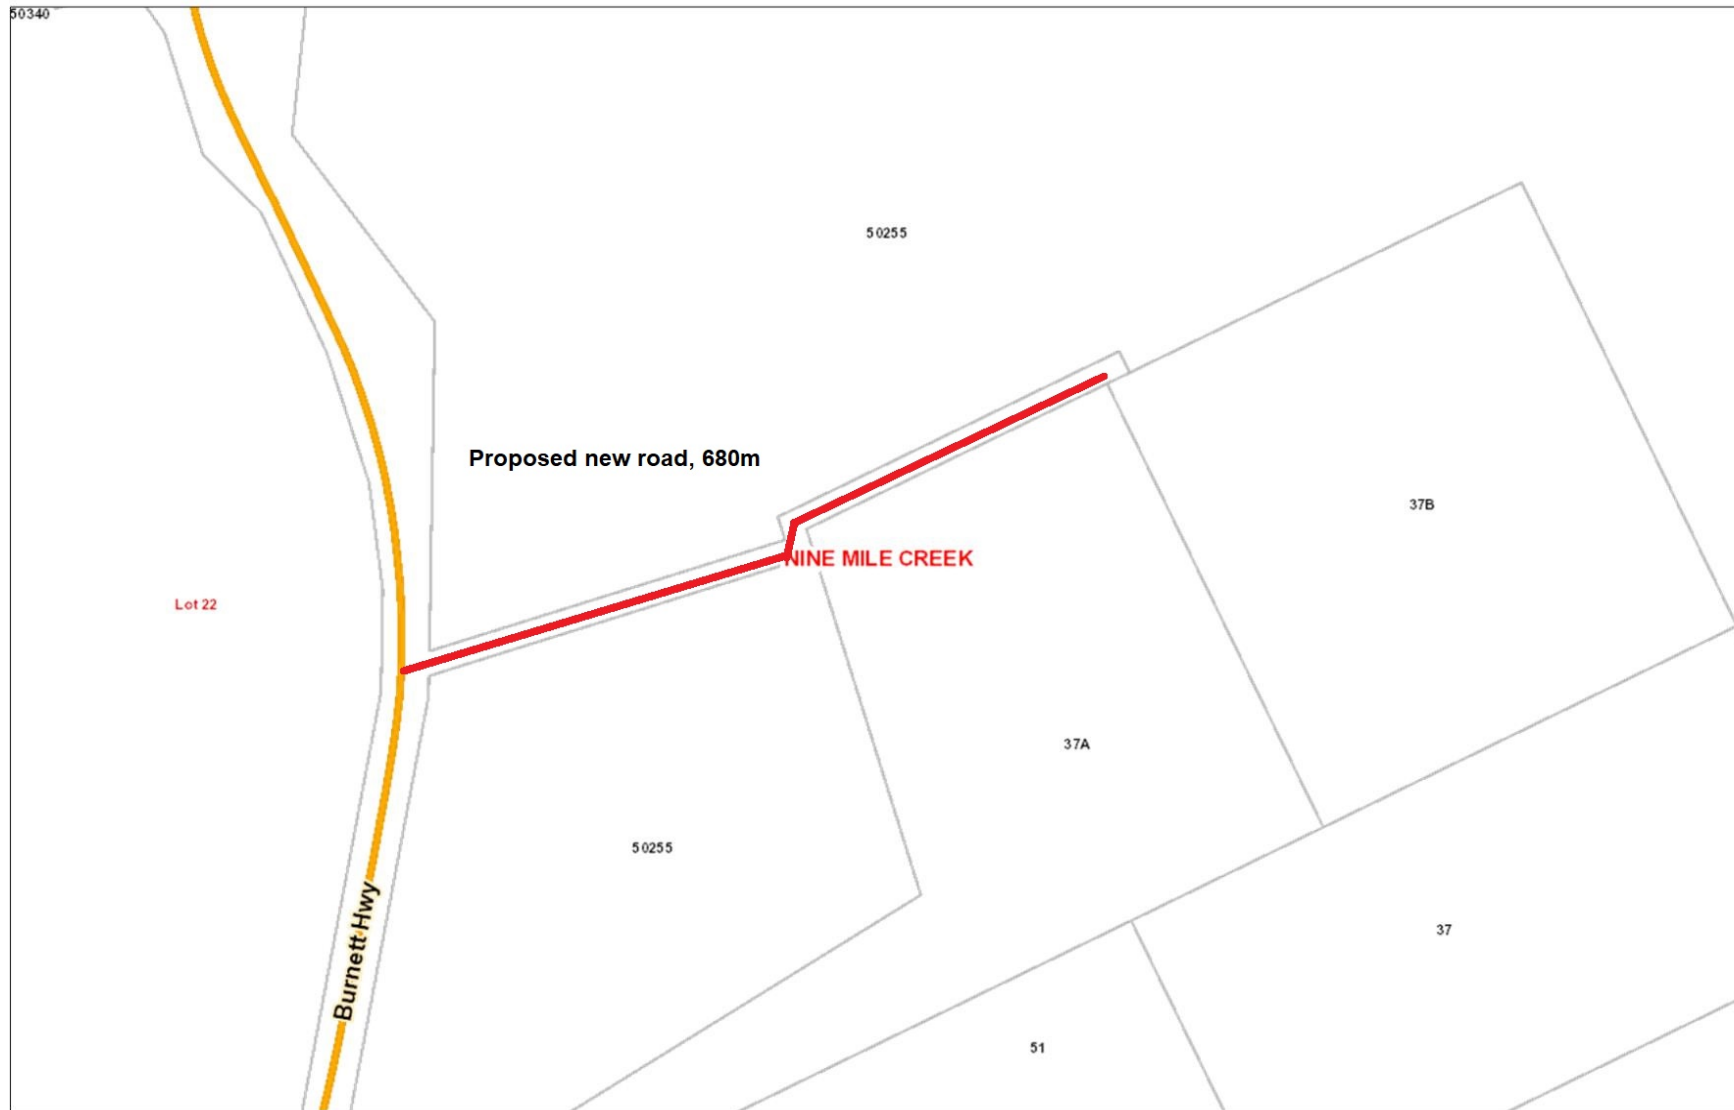 50340
50255
Proposed new road, 680m
37B
NINE MILE CREEK
Lot 22
37A
50255
Burnett Hwy
37
51